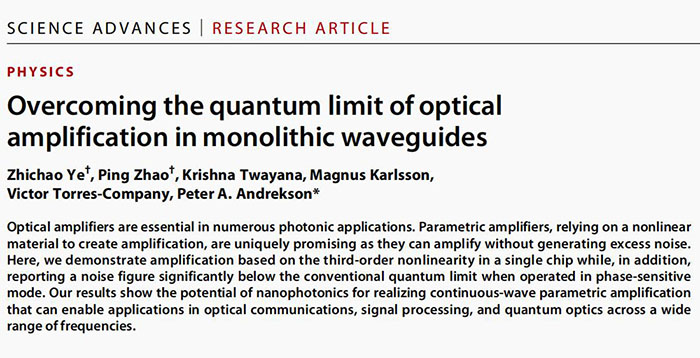 SCIENCE ADVANCES | RESEARCH ARTICLE
PHYSICS
Overcoming the quantum limit of optical
amplification in monolithic waveguides
Zhichao Ye†, Ping Zhao†, Krishna Twayana, Magnus Karlsson,
Victor Torres-Company, Peter A. Andrekson*
Optical amplifiers are essential in numerous photonic applications. Parametric amplifiers, relying on a nonlinear
material to create amplification, are uniquely promising as they can amplify without generating excess noise.
Here, we demonstrate amplification based on the third-order nonlinearity in a single chip while, in addition,
reporting a noise figure significantly below the conventional quantum limit when operated in phase-sensitive
mode. Our results show the potential of nanophotonics for realizing continuous-wave parametric amplification
that can enable applications in optical communications, signal processing, and quantum optics across a wide
range of frequencies.